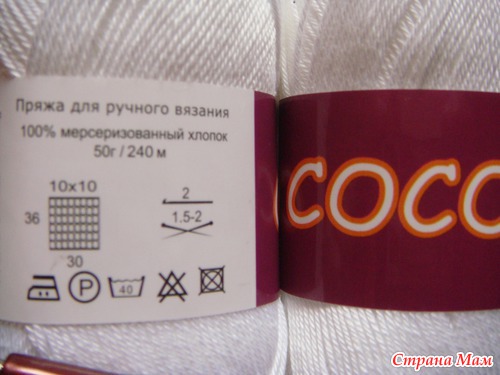 Пряжа для ручного вязания
100% мерсеризованный хлопок
50г / 240 м
10x10
36
30
2
1.5-2
P
40
COCO
Страна Мам